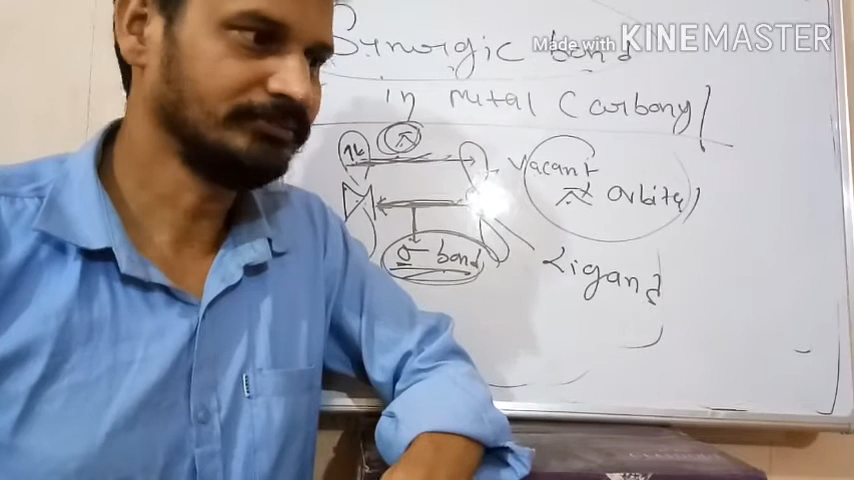 Synergic bond
Made with KINEMASTER
in Metal Carbonyl
π
M
Vacant
π* orbital
σ bond
Ligand